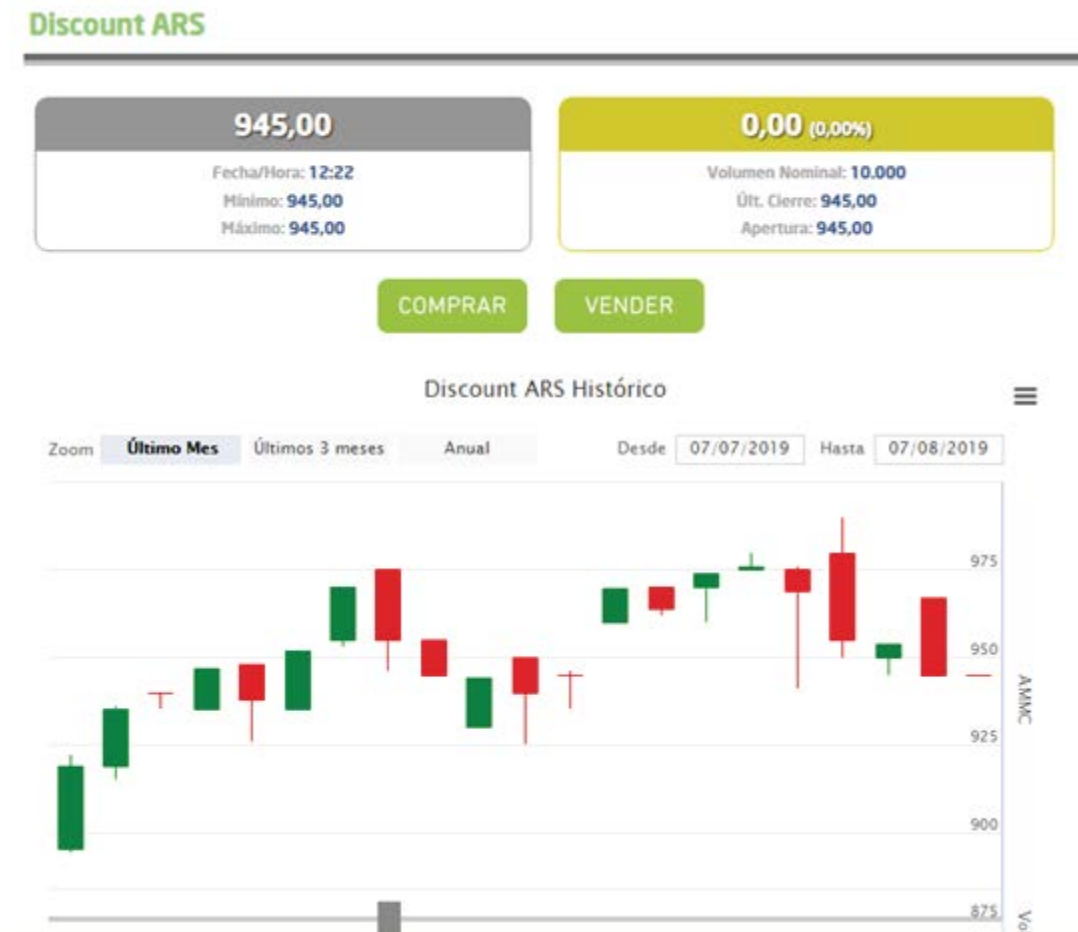 Discount ARS
945,00
Fecha/Hora: 12:22
Mínimo: 945,00
Máximo: 945,00
0,00 (0,00%)
Volumen Nominal: 10.000
Últ. Cierre: 945,00
Apertura: 945,00
COMPRAR
VENDER
Discount ARS Histórico
Zoom Último Mes Últimos 3 meses Anual Desde 07/07/2019 Hasta 07/08/2019
975
950
925
900
875
AMMC
Vo